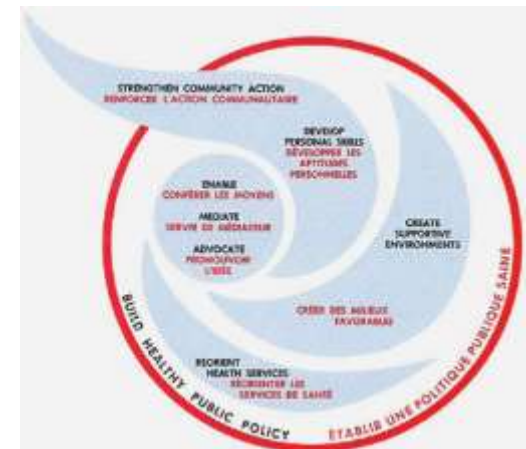 STRENGTHEN COMMUNITY ACTION
RENFORCER L'ACTION COMMUNAUTAIRE
DEVELOP
PERSONAL SKILLS
DÉVELOPPER LES
APTITUDES
PERSONNELLES
ENABLE
CONFÉRER LES MOYENS
MEDIATE
SERVIR DE MÉDIATEUR
ADVOCATE
PROMOUVOIR
L'IDÉE
CREATE
SUPPORTIVE
ENVIRONMENTS
CRÉER DES MILIEUX
FAVORABLES
REORIENT
HEALTH SERVICES
RÉORIENTER LES
SERVICES DE SANTÉ
BUILD HEALTHY PUBLIC POLICY
ÉTABLIR UNE POLITIQUE PUBLIQUE SAINE